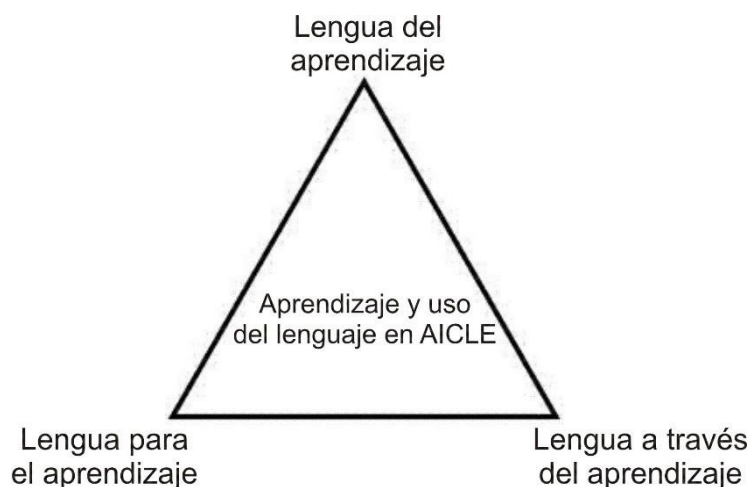 Lengua del
aprendizaje
Aprendizaje y uso
del lenguaje en AICLE
Lengua para
el aprendizaje
Lengua a través
del aprendizaje